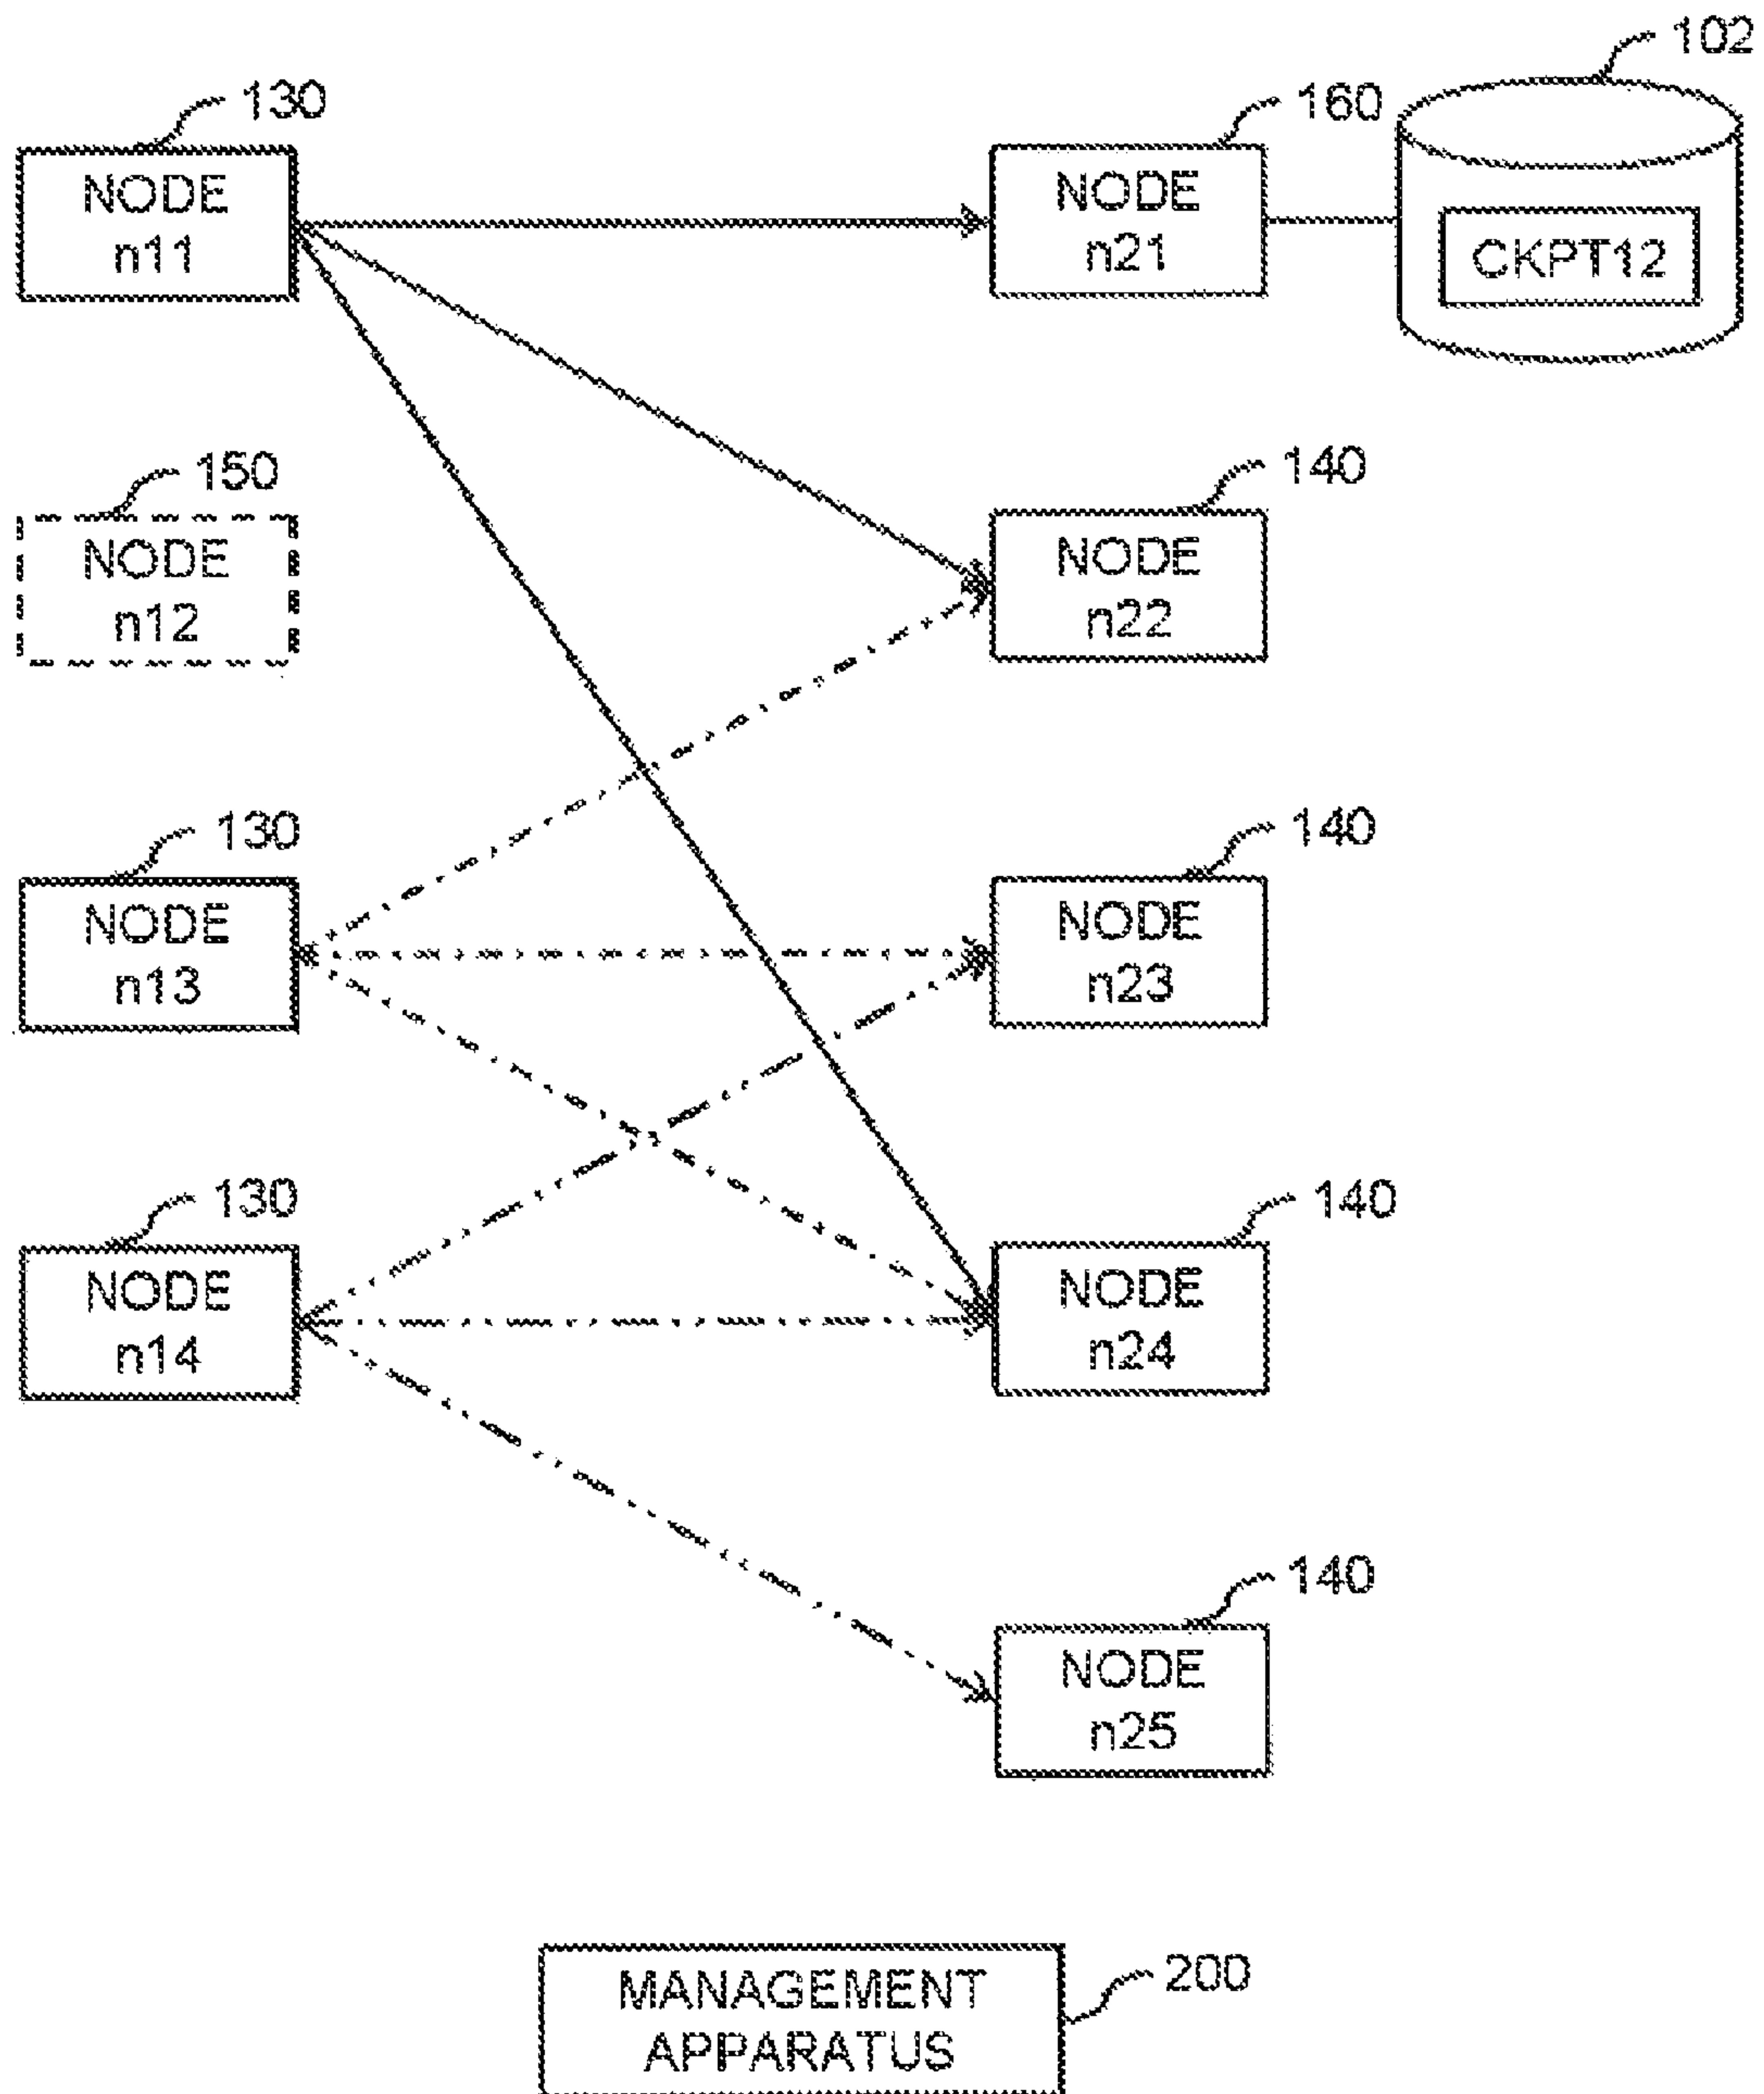 102
130
160
NODE
n11
NODE
n21
CKPT12
150
140
NODE
n12
NODE
n22
130
140
NODE
n13
NODE
n23
130
140
NODE
n14
NODE
n24
140
NODE
n25
MANAGEMENT
APPARATUS
200